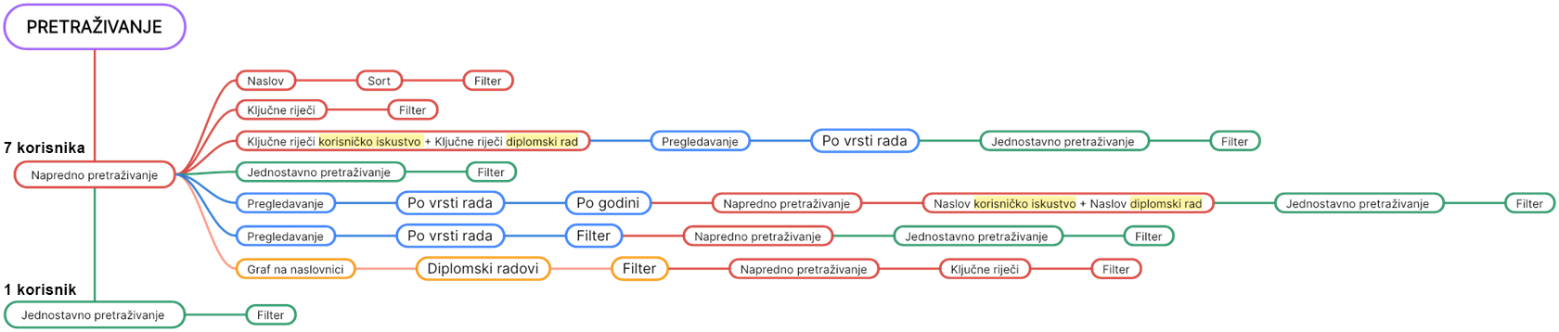 PRETRAŽIVANJE
Naslov Sort Filter
Ključne riječi Filter
Ključne riječi korisničko iskustvo + Ključne riječi diplomski rad Pregledavanje Po vrsti rada Jednostavno pretraživanje Filter
7 korisnika
Napredno pretraživanje
Jednostavno pretraživanje Filter
Pregledavanje Po vrsti rada Po godini Napredno pretraživanje Naslov korisničko iskustvo + Naslov diplomski rad Jednostavno pretraživanje Filter
Pregledavanje Po vrsti rada Filter Napredno pretraživanje Jednostavno pretraživanje Filter
Graf na naslovnici Diplomski radovi Filter Napredno pretraživanje Ključne riječi Filter
1 korisnik
Jednostavno pretraživanje Filter